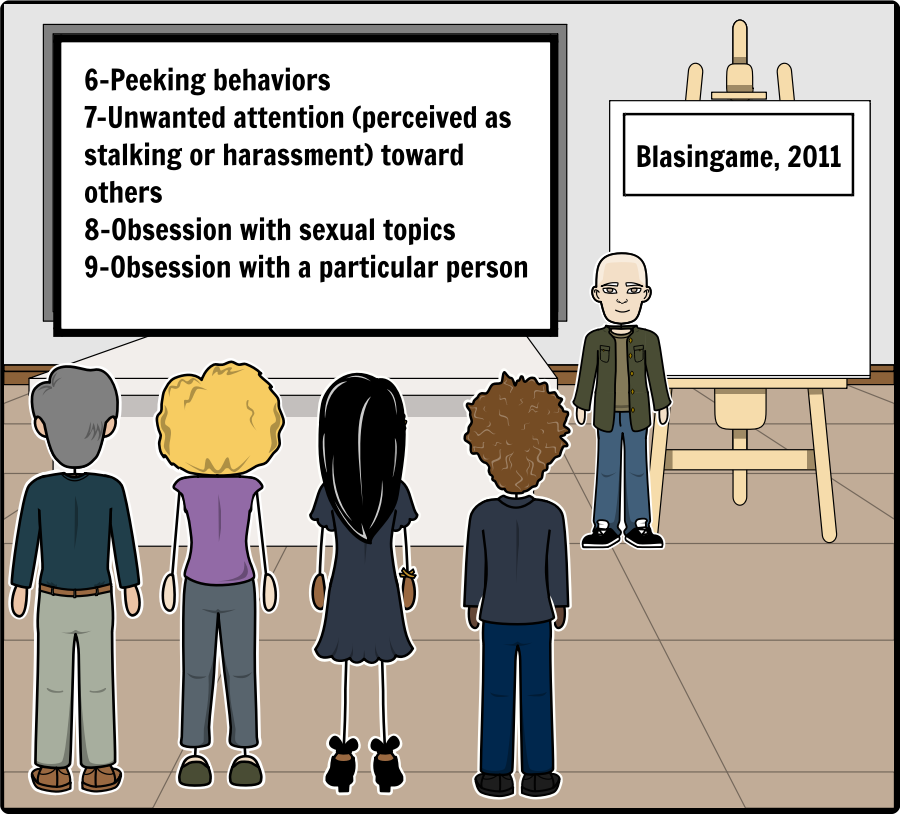 6-Peeking behaviors
7-Unwanted attention (perceived as
stalking or harassment) toward
others
8-Obsession with sexual topics
9-Obsession with a particular person
Blasingame, 2011